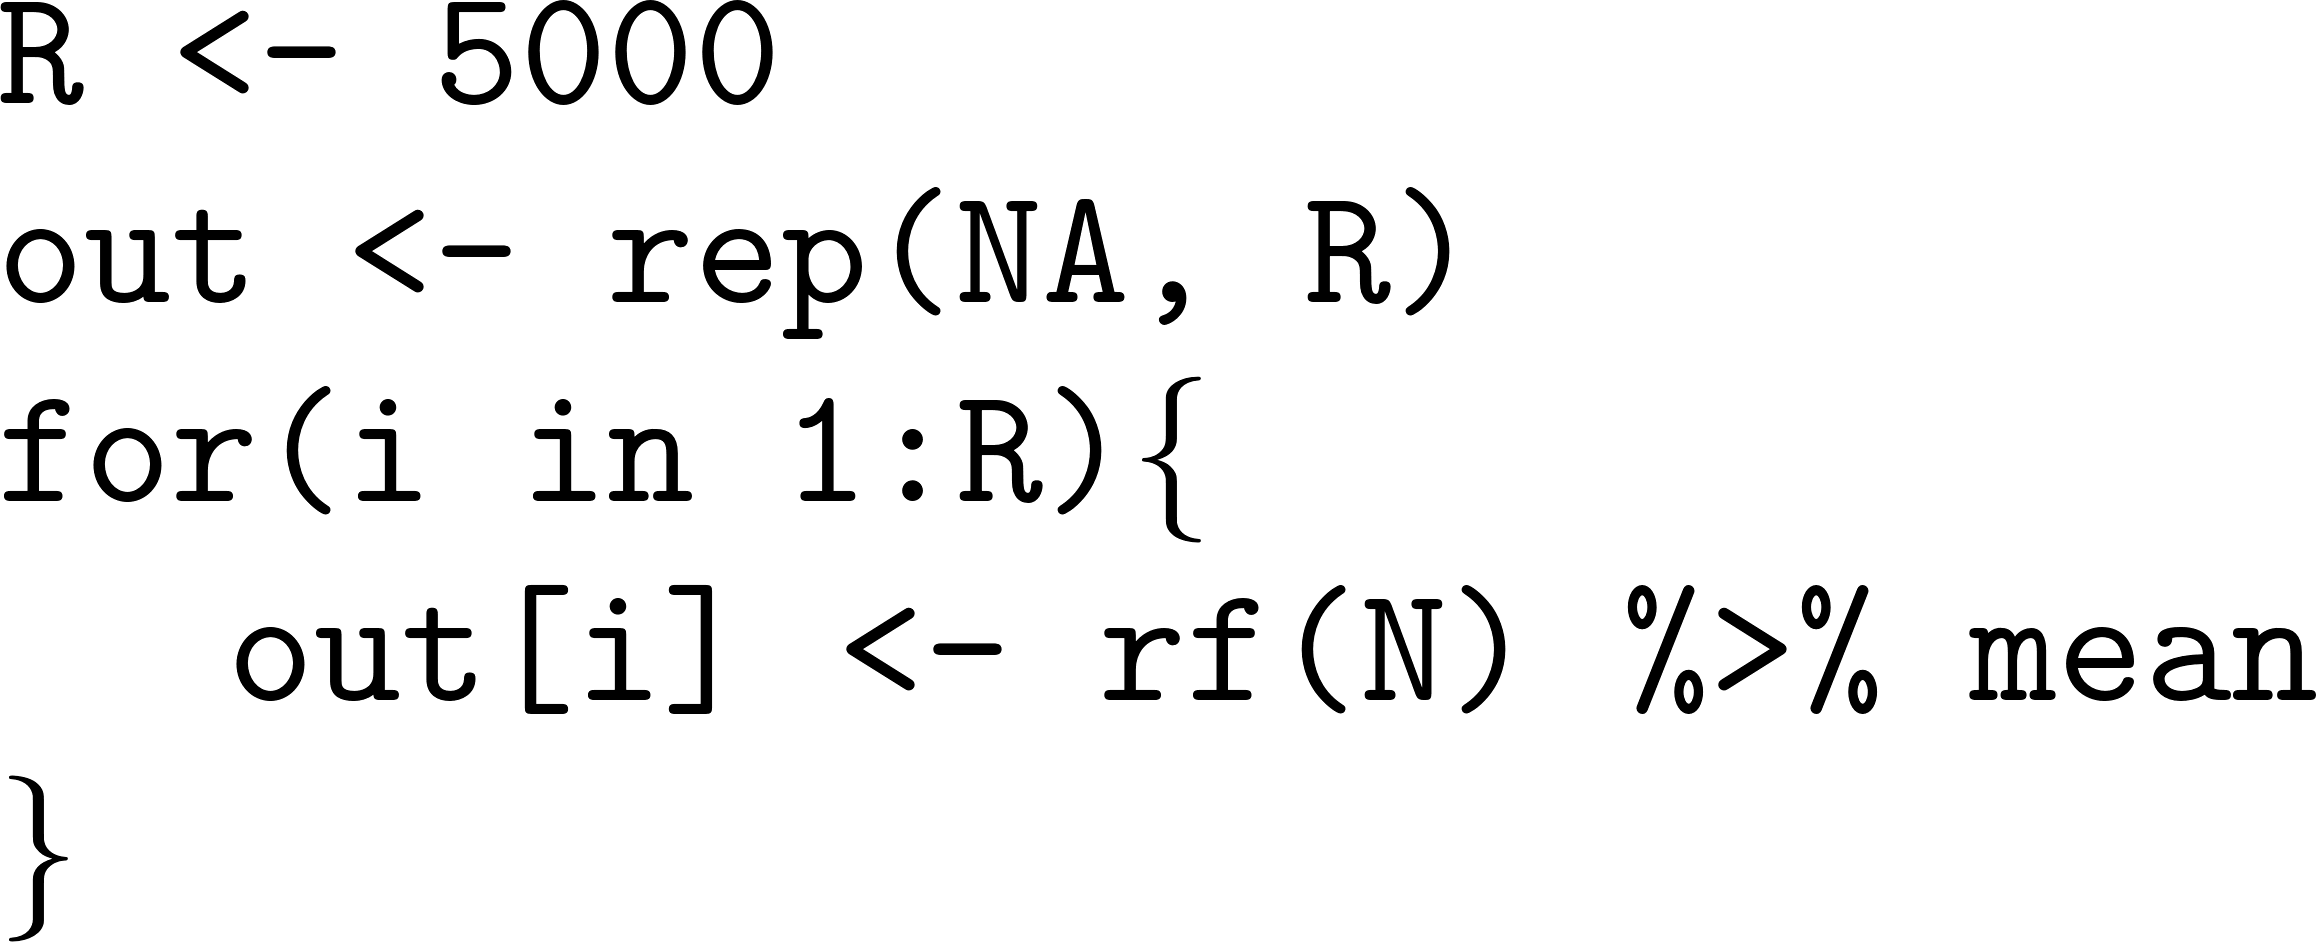 R <- 5000
out <- rep(NA, R)
for(i in 1:R){
  out[i] <- rf(N) %>% mean
}